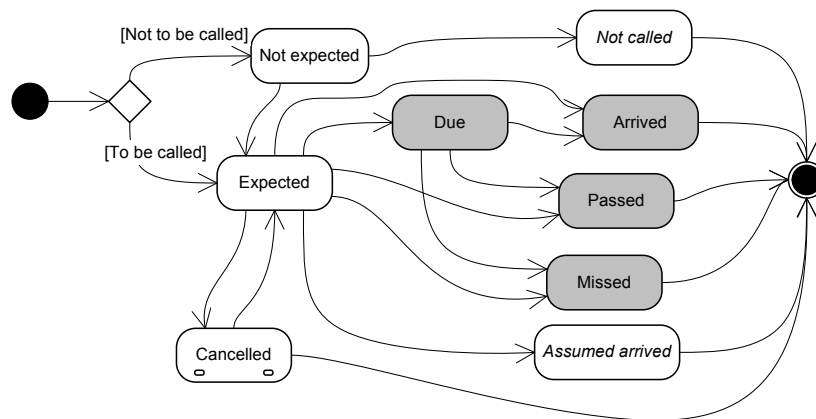 [Not to be called]
Not expected
Not called
Due
Arrived
[To be called]
Expected
Passed
Missed
Cancelled
Assumed arrived